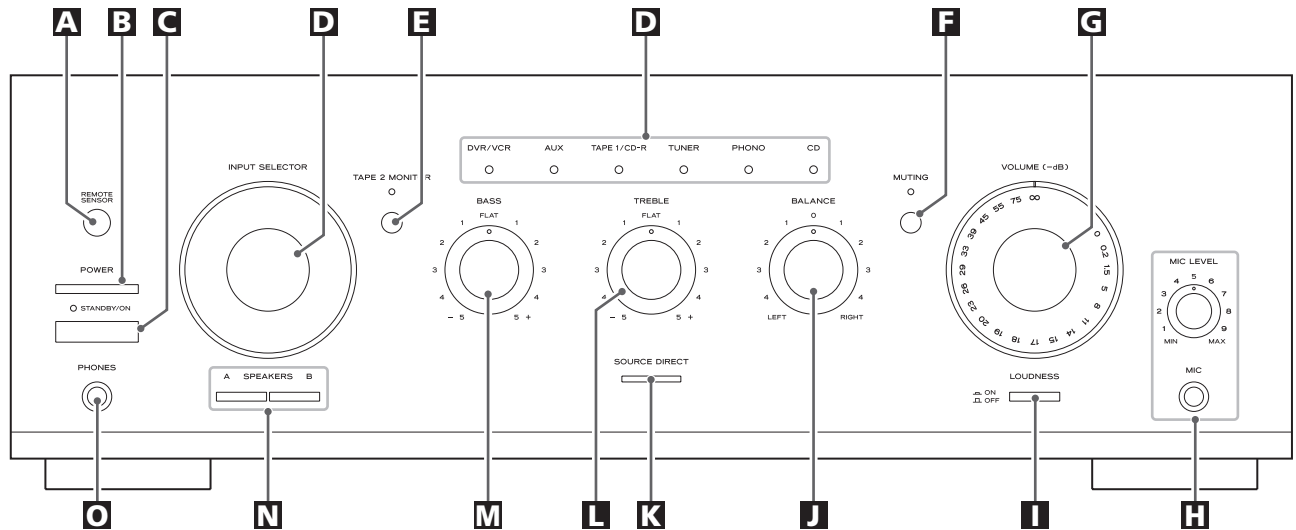 A B C D E D F G
DVR/VCR AUX TAPE 1/CD-R TUNER PHONO CD
INPUT SELECTOR
TAPE 2 MONITOR
MUTING
VOLUME (–dB)
REMOTE
SENSOR
BASS
FLAT
1 1
2 2
3 3
4 4
– 5 5 +
TREBLE
FLAT
1 1
2 2
3 3
4 4
– 5 5 +
BALANCE
1 1
2 2
3 3
4 4
LEFT RIGHT
∞ 75 55 45 39 33 29 26 23 20 19 17 15 14 11 8 5 1.5 0.2 0
POWER
STANDBY/ON
MIC LEVEL
1 2 3 4 5 6 7 8 9
MIN MAX
PHONES
A SPEAKERS B
SOURCE DIRECT
LOUDNESS
ON
OFF
MIC
O N M L K J I H